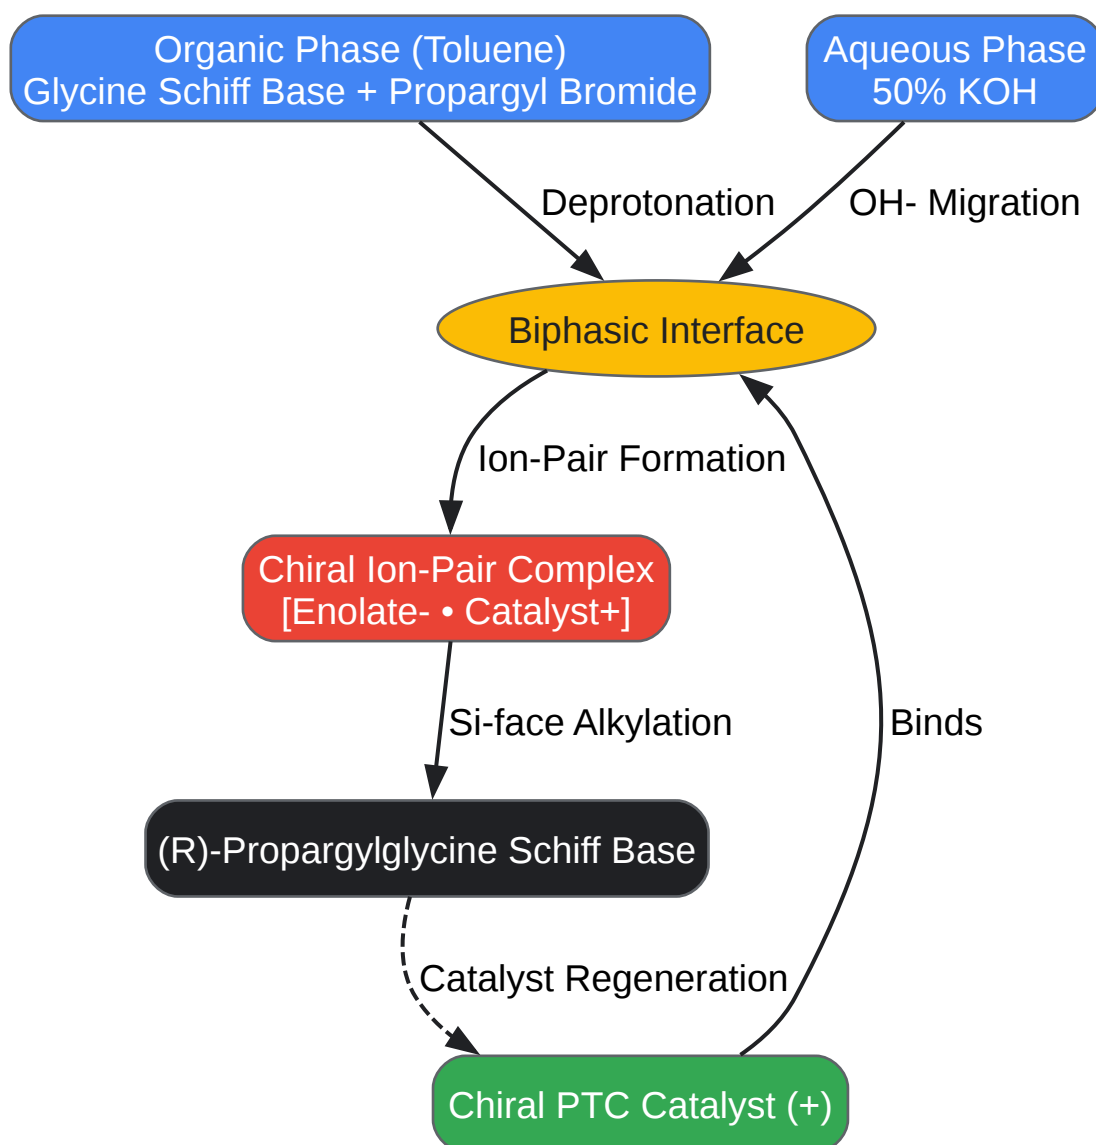 Organic Phase (Toluene)
Glycine Schiff Base + Propargyl Bromide
Aqueous Phase
50% KOH
Deprotonation
OH- Migration
Biphasic Interface
Ion-Pair Formation
Chiral Ion-Pair Complex
[Enolate- • Catalyst+]
Si-face Alkylation
Binds
(R)-Propargylglycine Schiff Base
Catalyst Regeneration
Chiral PTC Catalyst (+)